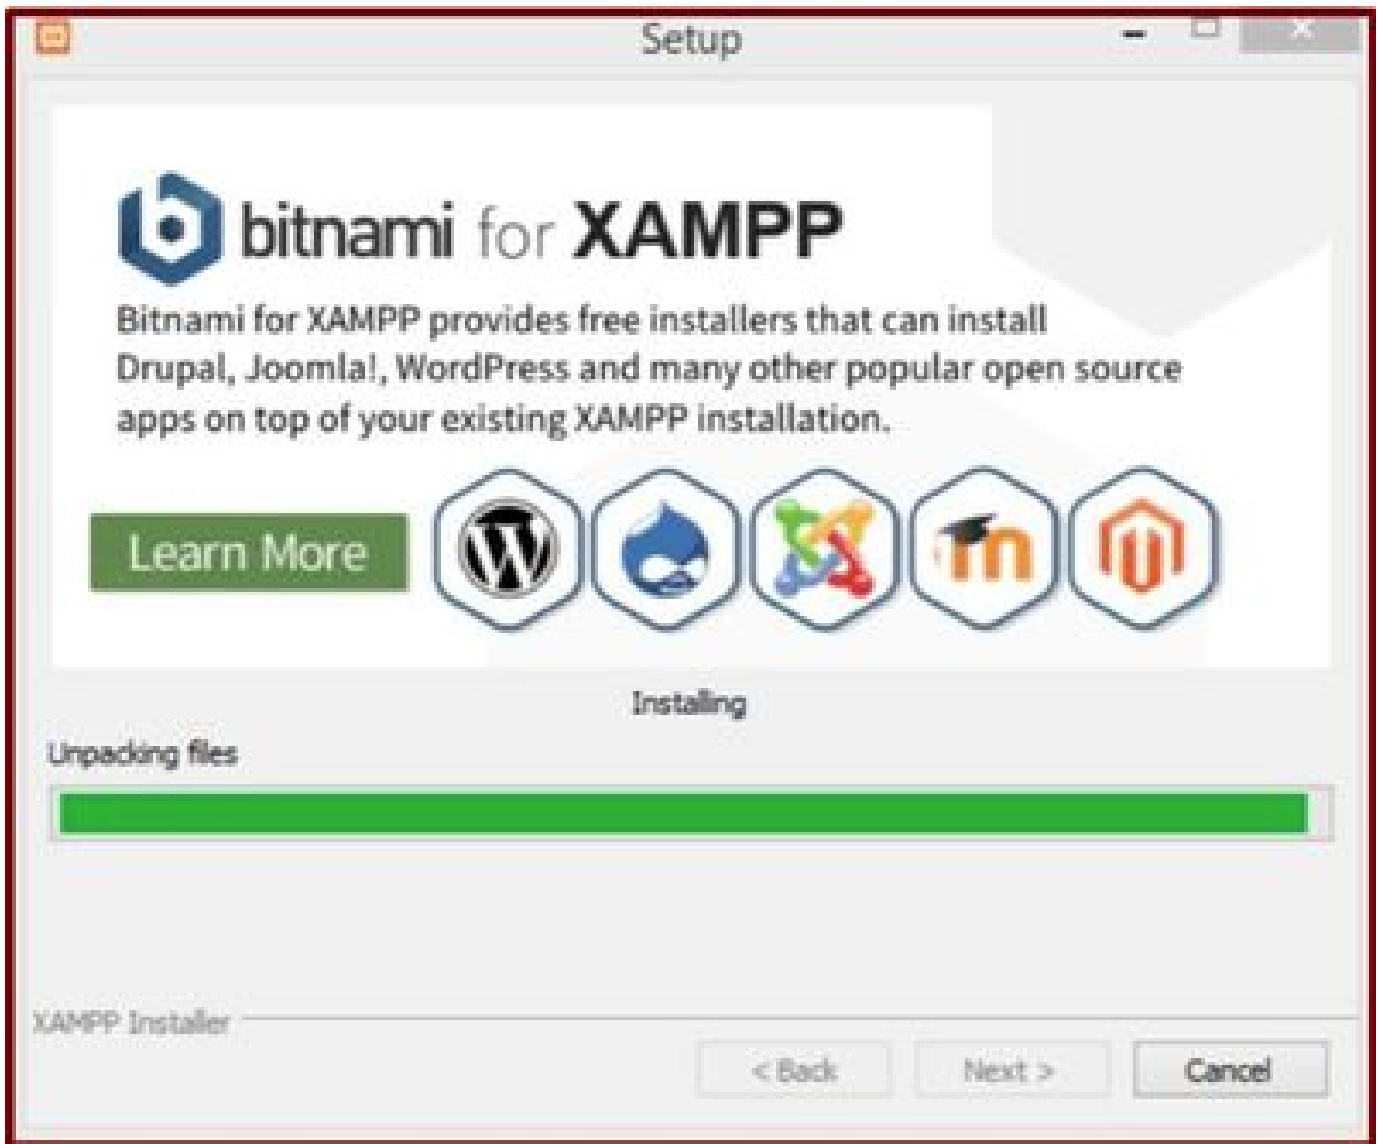 Setup
bitnami for XAMPP
Bitnami for XAMPP provides free installers that can install
Drupal, Joomla!, WordPress and many other popular open source
apps on top of your existing XAMPP installation.
Learn More
Installing
Unpacking files
XAMPP Installer
< Back Next > Cancel